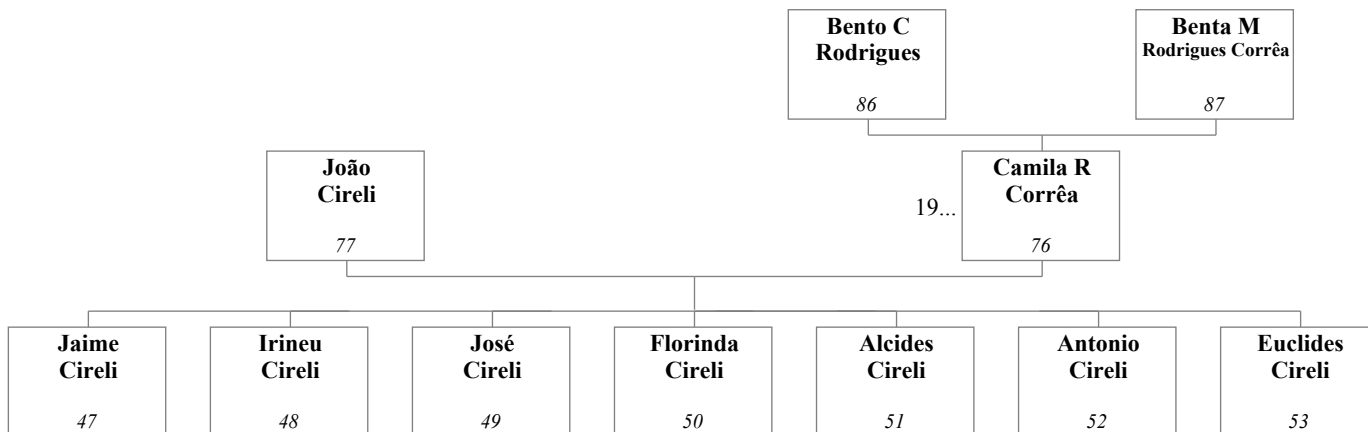 Bento C
Rodrigues
86
Benta M
Rodrigues Corrêa
87
João
Cireli
77
19...
Camila R
Corrêa
76
Jaime
Cireli
47
Irineu
Cireli
48
José
Cireli
49
Florinda
Cireli
50
Alcides
Cireli
51
Antonio
Cireli
52
Euclides
Cireli
53